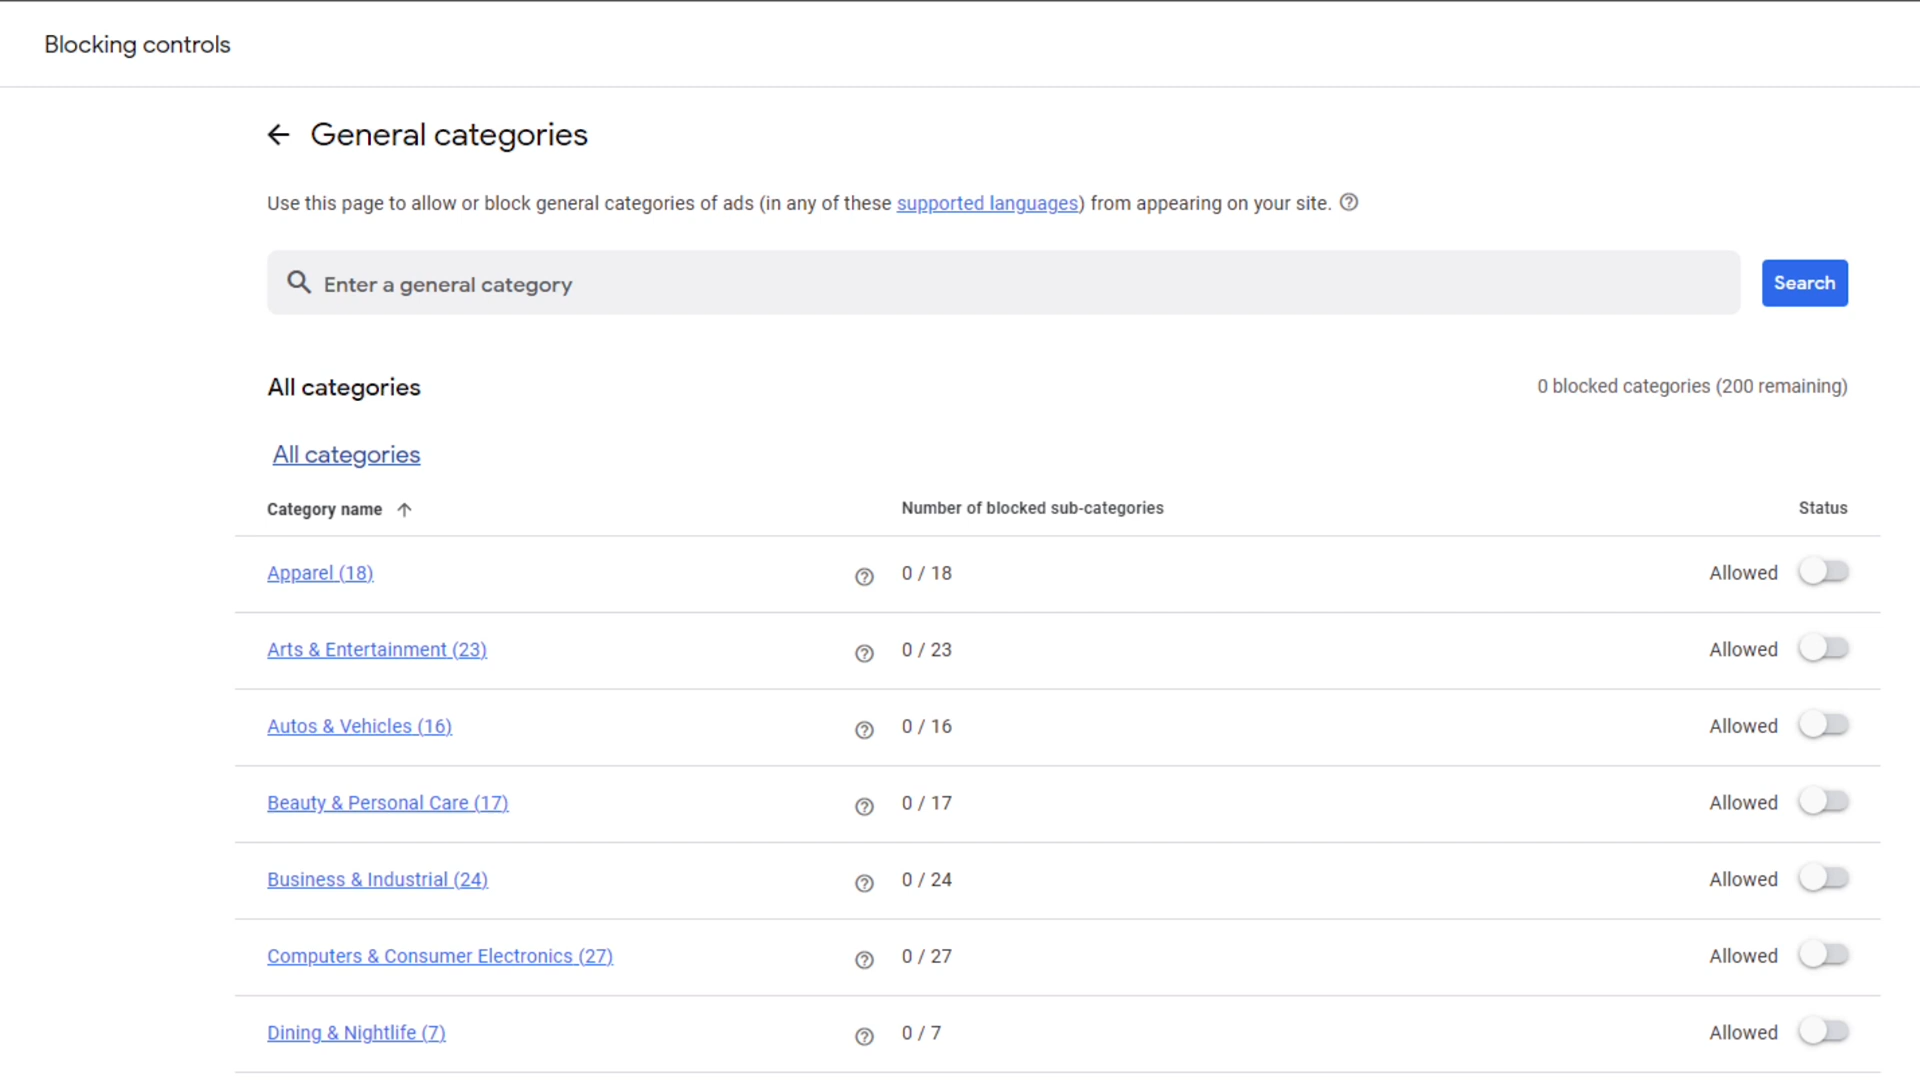 Blocking controls
General categories
Use this page to allow or block general categories of ads (in any of these supported languages) from appearing on your site.
Enter a general category
Search
All categories
0 blocked categories (200 remaining)
All categories
Category name Number of blocked sub-categories Status
Apparel (18) 0 / 18 Allowed
Arts & Entertainment (23) 0 / 23 Allowed
Autos & Vehicles (16) 0 / 16 Allowed
Beauty & Personal Care (17) 0 / 17 Allowed
Business & Industrial (24) 0 / 24 Allowed
Computers & Consumer Electronics (27) 0 / 27 Allowed
Dining & Nightlife (7) 0 / 7 Allowed